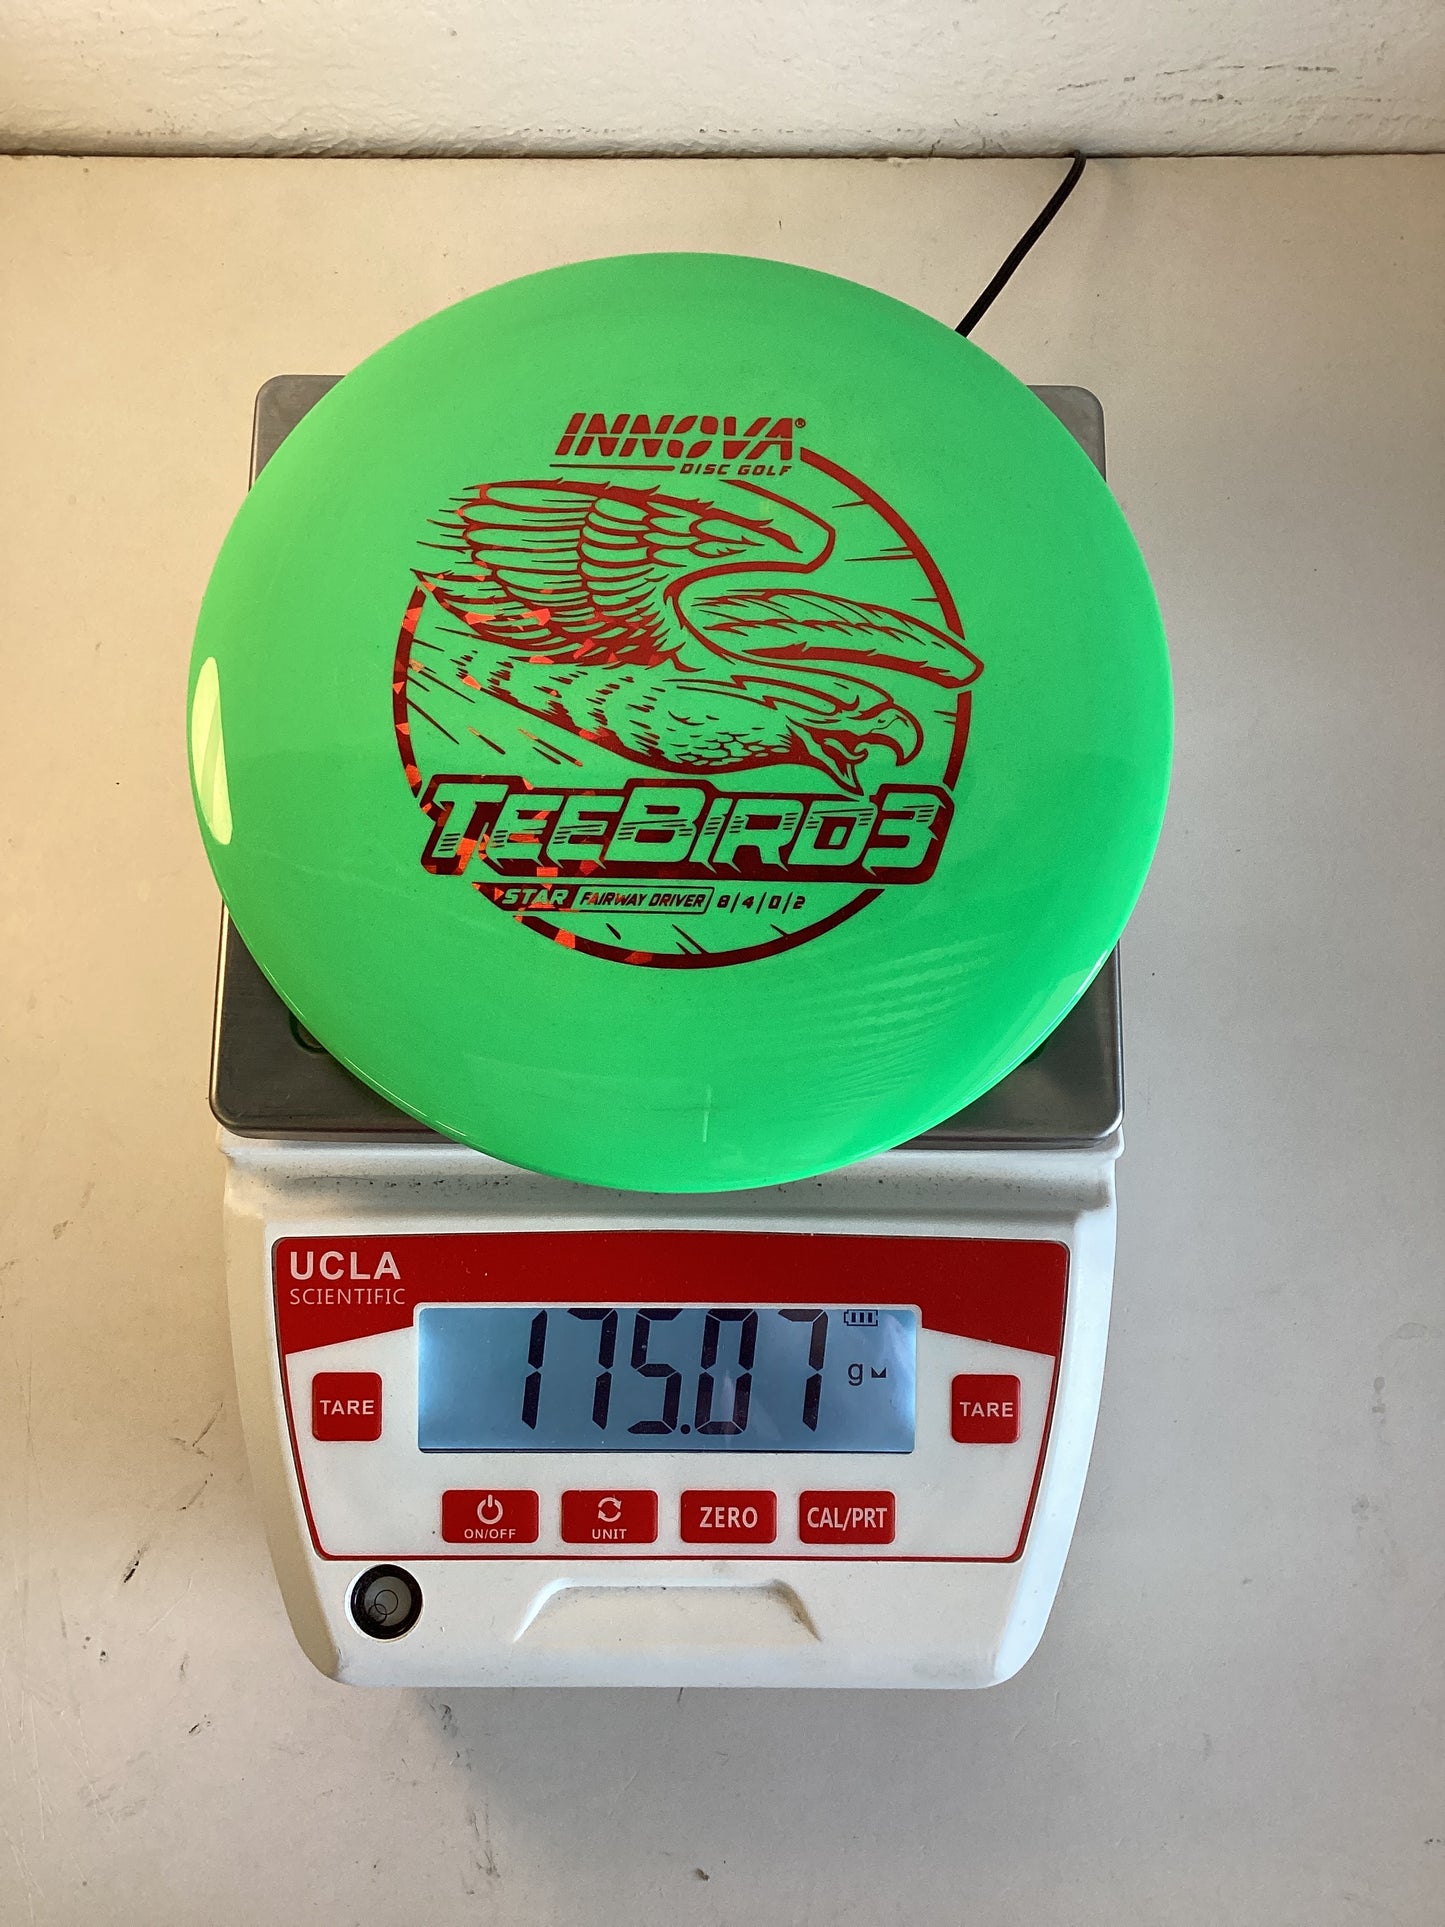 INNOVA®
DISC GOLF
TEEBIRD3
STAR FAIRWAY DRIVER 8|4|0|2
UCLA
SCIENTIFIC
175.07 g
TARE
TARE
ON/OFF
UNIT
ZERO
CAL/PRT